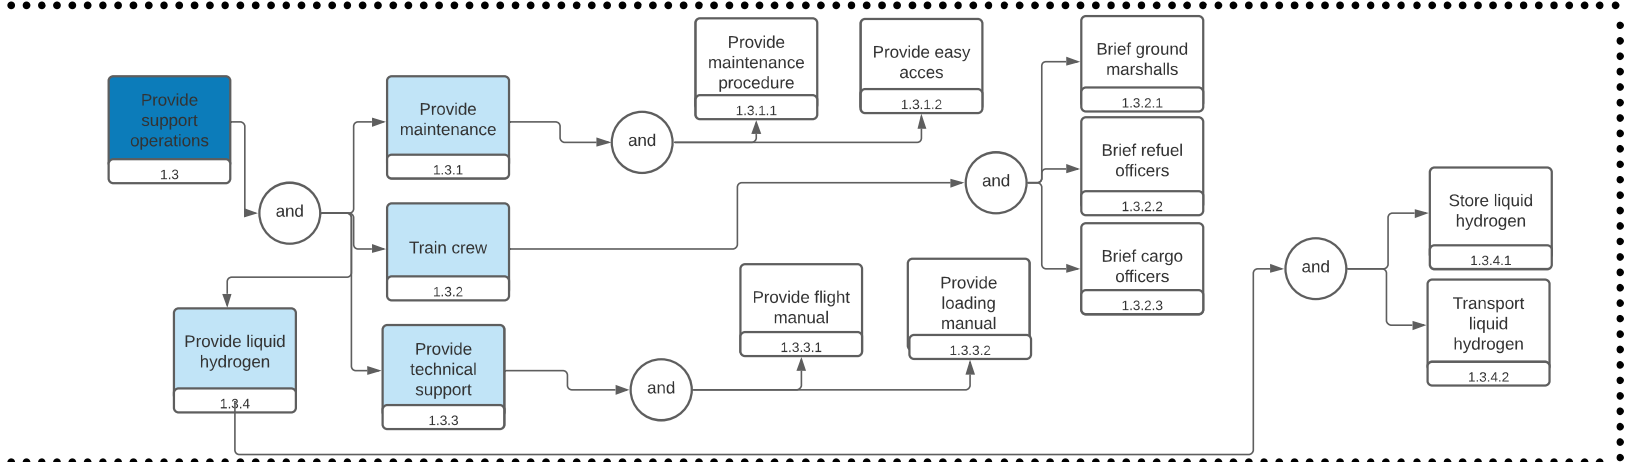 Provide
support
operations
1.3
and
Provide
maintenance
1.3.1
and
Provide
maintenance
procedure
1.3.1.1
Provide easy
acces
1.3.1.2
Train crew
1.3.2
and
Brief ground
marshalls
1.3.2.1
Brief refuel
officers
1.3.2.2
Brief cargo
officers
1.3.2.3
Provide
technical
support
1.3.3
and
Provide flight
manual
1.3.3.1
Provide
loading
manual
1.3.3.2
Provide liquid
hydrogen
1.3.4
and
Store liquid
hydrogen
1.3.4.1
Transport
liquid
hydrogen
1.3.4.2